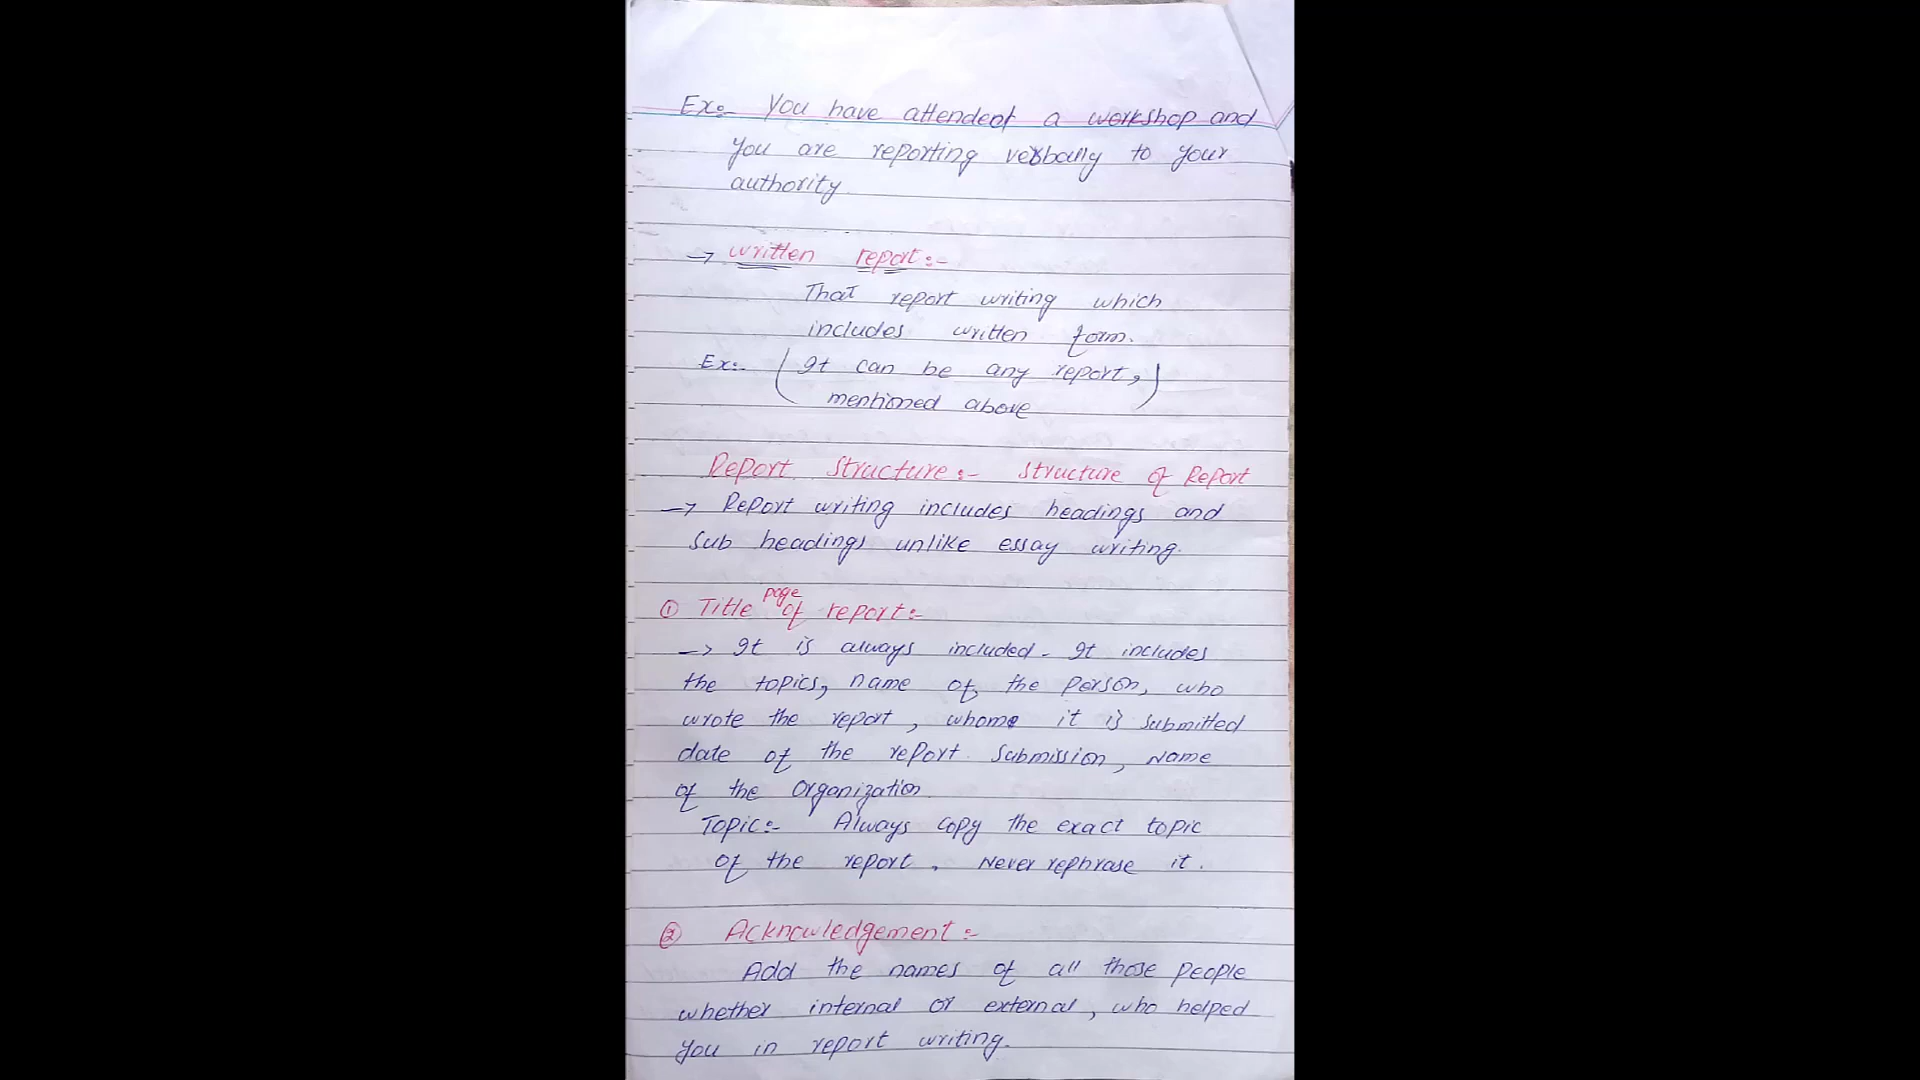 Ex:- You have attendent a workshop and
you are reporting verbally to your
authority.
→ written report:-
That report writing which
includes written form.
Ex:- (It can be any report,)
mentioned above
Report Structure:- Structure of Report
→ Report writing includes headings and
sub headings unlike essay writing.
① Title page of report:-
→ It is always included. It includes
the topics, name of the person, who
wrote the report, whome it is submitted
date of the report submission, Name
of the organization.
Topic:- Always copy the exact topic
of the report. Never rephrase it.
② Acknowledgement:-
Add the names of all those people
whether internal or external, who helped
you in report writing.